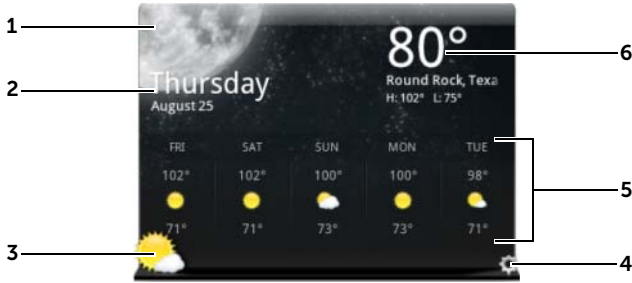 1
80°
6
Thursday
2
Round Rock, Texa
August 25
H: 102° L: 75°
FRI SAT SUN MON TUE
102° 102° 100° 100° 98°
5
71° 71° 73° 73° 71°
3
4